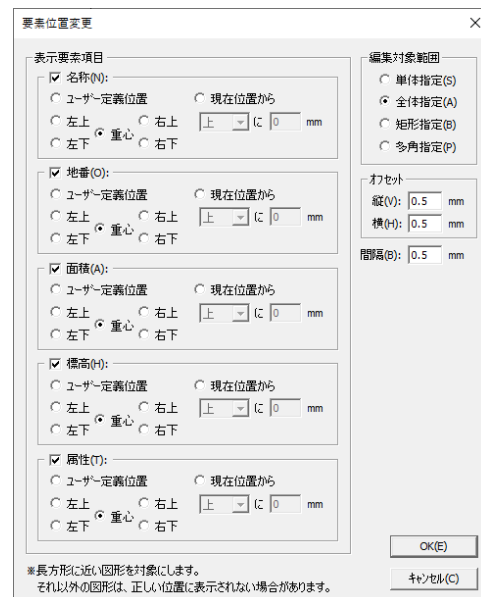 要素位置変更
表示要素項目
名称(N):
ユーザー定義位置 現在位置から
左上 重心 右上 上 に 0 mm
左下 右下
地番(O):
ユーザー定義位置 現在位置から
左上 重心 右上 上 に 0 mm
左下 右下
面積(A):
ユーザー定義位置 現在位置から
左上 重心 右上 上 に 0 mm
左下 右下
標高(H):
ユーザー定義位置 現在位置から
左上 重心 右上 上 に 0 mm
左下 右下
属性(T):
ユーザー定義位置 現在位置から
左上 重心 右上 上 に 0 mm
左下 右下
※長方形に近い図形を対象にします。
それ以外の図形は、正しい位置に表示されない場合があります。
編集対象範囲
単体指定(S)
全体指定(A)
矩形指定(B)
多角指定(P)
オフセット
縦(V): 0.5 mm
横(H): 0.5 mm
間隔(B): 0.5 mm
OK(E)
キャンセル(C)